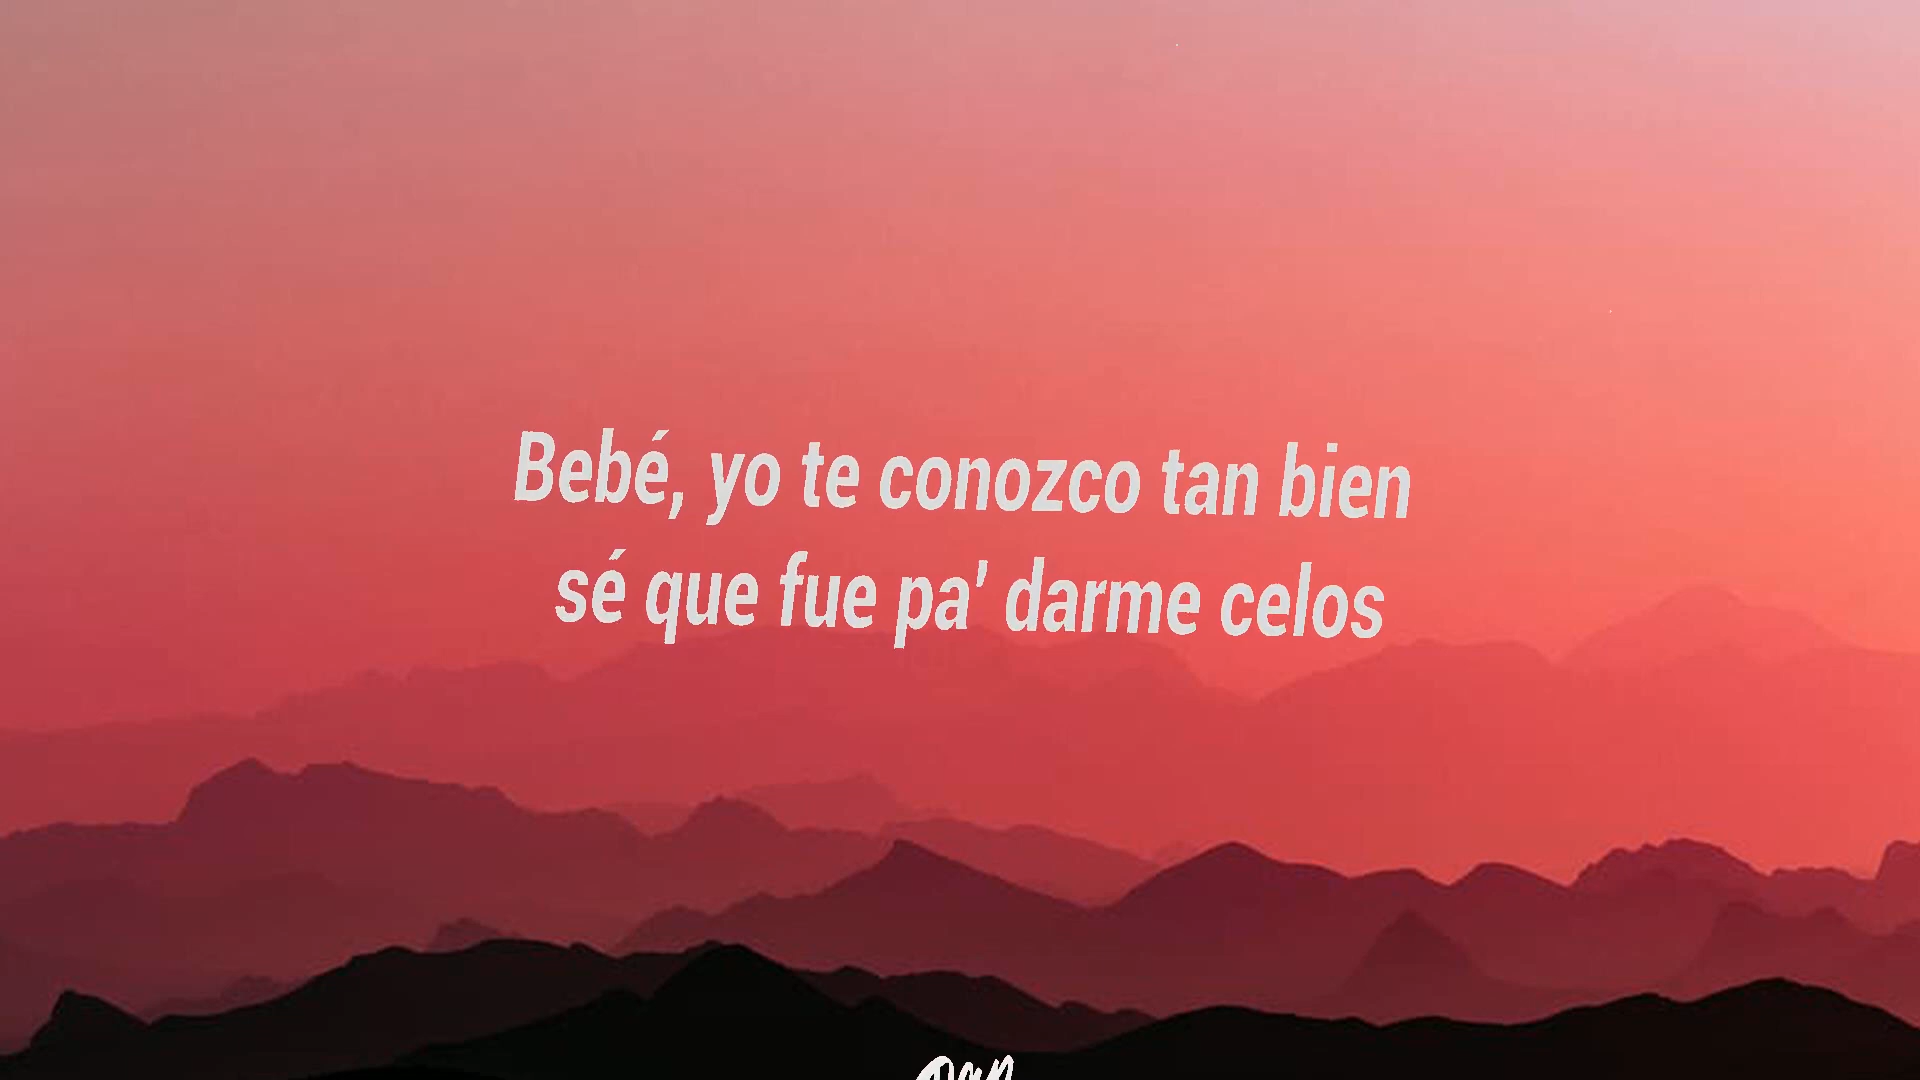 Bebé, yo te conozco tan bien
sé que fue pa' darme celos